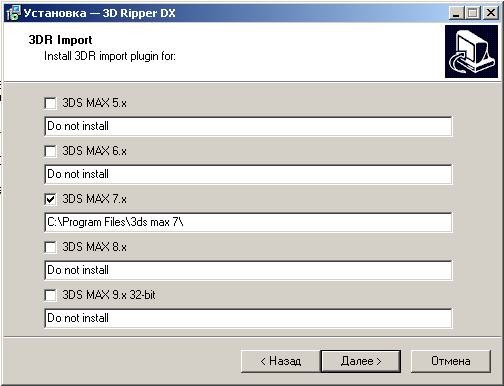 Установка — 3D Ripper DX
3DR Import
Install 3DR import plugin for:
3DS MAX 5.x
Do not install
3DS MAX 6.x
Do not install
3DS MAX 7.x
C:\Program Files\3ds max 7\
3DS MAX 8.x
Do not install
3DS MAX 9.x 32-bit
Do not install
< Назад Далее > Отмена